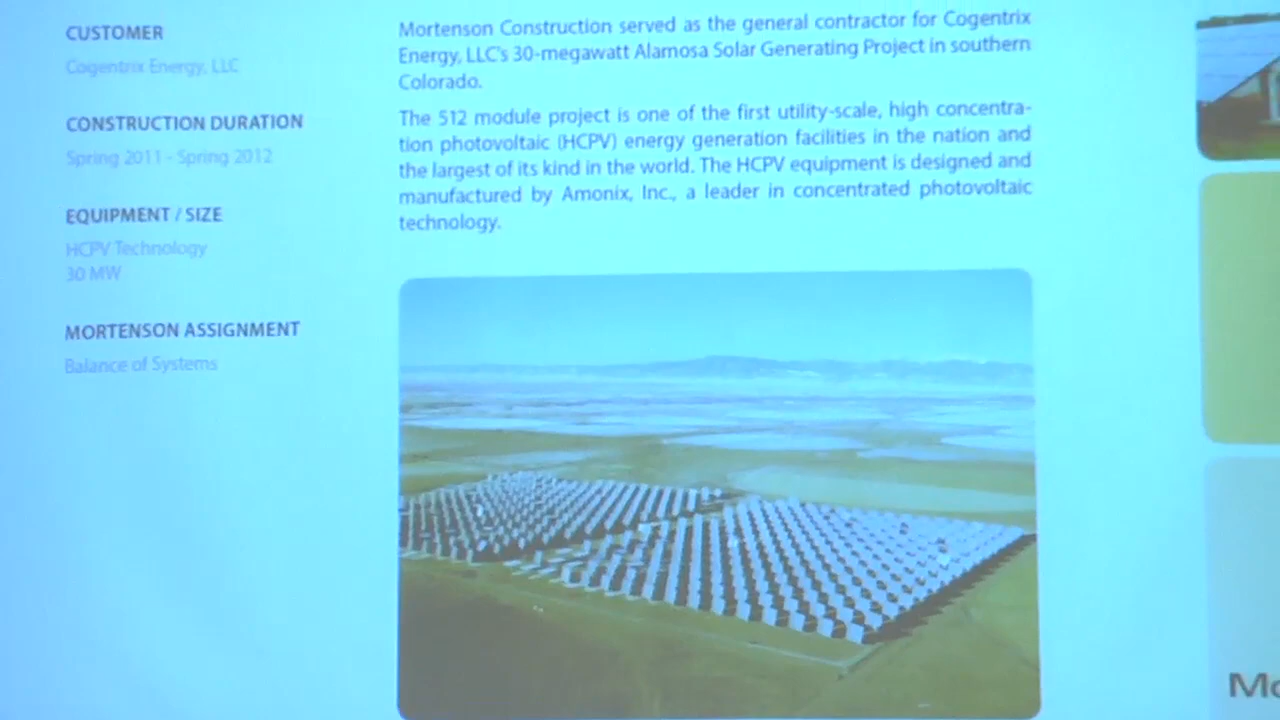 CUSTOMER
Cogentrix Energy, LLC
CONSTRUCTION DURATION
Spring 2011 - Spring 2012
EQUIPMENT / SIZE
HCPV Technology
30 MW
MORTENSON ASSIGNMENT
Balance of Systems
Mortenson Construction served as the general contractor for Cogentrix
Energy, LLC's 30-megawatt Alamosa Solar Generating Project in southern
Colorado.
The 512 module project is one of the first utility-scale, high concentra-
tion photovoltaic (HCPV) energy generation facilities in the nation and
the largest of its kind in the world. The HCPV equipment is designed and
manufactured by Amonix, Inc., a leader in concentrated photovoltaic
technology.